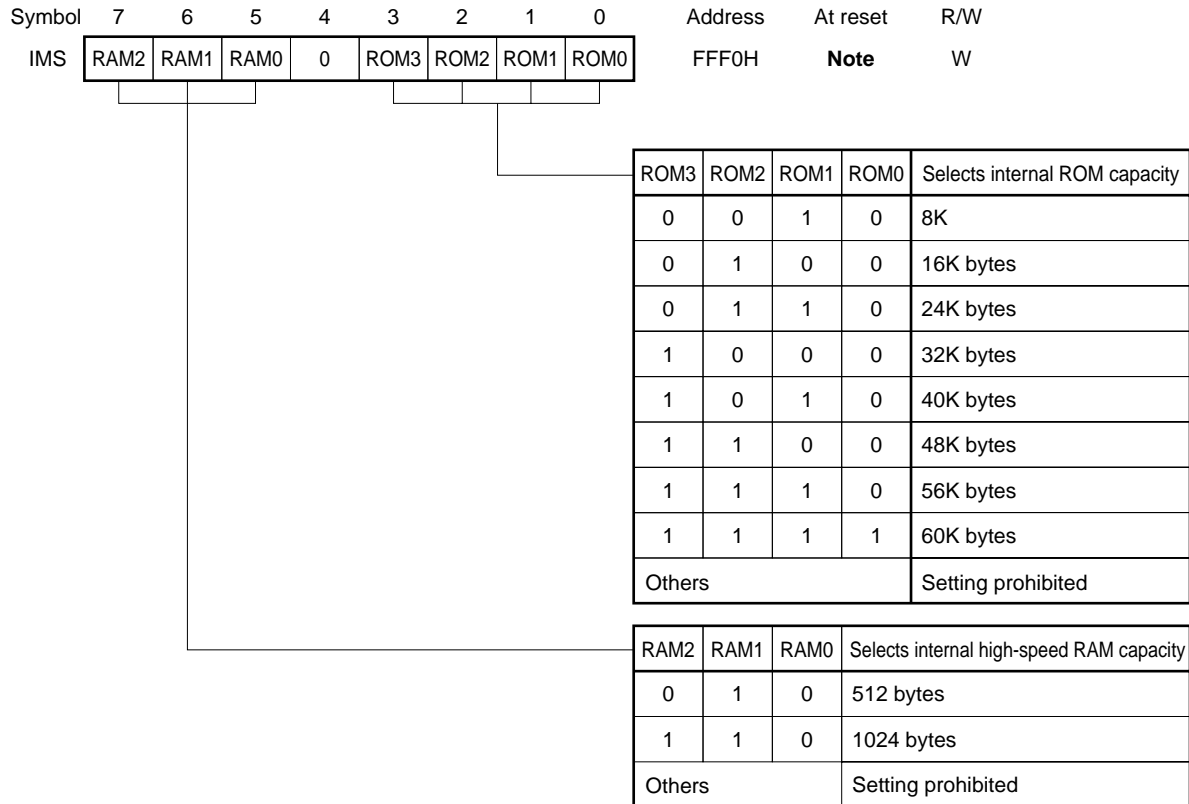 Symbol 7 6 5 4 3 2 1 0 Address At reset R/W
IMS RAM2 RAM1 RAM0 0 ROM3 ROM2 ROM1 ROM0 FFF0H Note W
ROM3 ROM2 ROM1 ROM0 Selects internal ROM capacity
0 0 1 0 8K
0 1 0 0 16K bytes
0 1 1 0 24K bytes
1 0 0 0 32K bytes
1 0 1 0 40K bytes
1 1 0 0 48K bytes
1 1 1 0 56K bytes
1 1 1 1 60K bytes
Others Setting prohibited
RAM2 RAM1 RAM0 Selects internal high-speed RAM capacity
0 1 0 512 bytes
1 1 0 1024 bytes
Others Setting prohibited